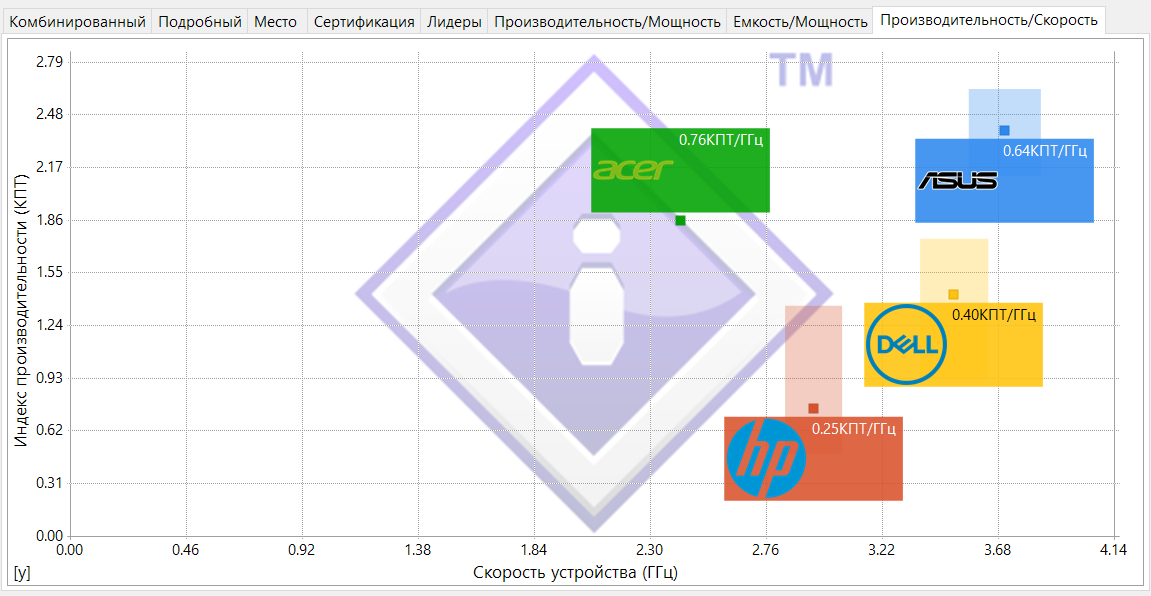 Комбинированный Подробный Место Сертификация Лидеры Производительность/Мощность Емкость/Мощность Производительность/Скорость
TM
2.79
2.48
2.17
1.86
1.55
1.24
0.93
0.62
0.31
0.00
Индекс производительности (КПТ)
0.76КПТ/ГГц
acer
0.64КПТ/ГГц
ASUS
0.40КПТ/ГГц
DELL
0.25КПТ/ГГц
hp
0.00 0.46 0.92 1.38 1.84 2.30 2.76 3.22 3.68 4.14
[y] Скорость устройства (ГГц)